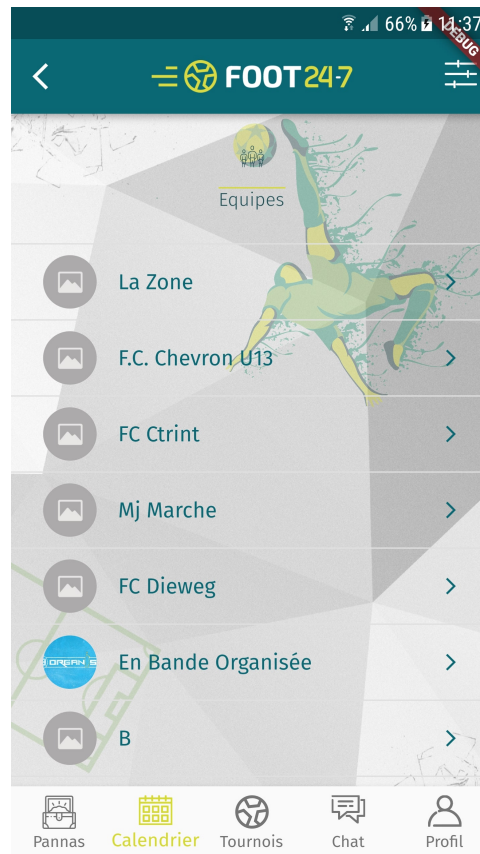 66% 11:37
DEBUG
FOOT24-7
Equipes
La Zone
F.C. Chevron U13
FC Ctrint
Mj Marche
FC Dieweg
En Bande Organisée
B
Pannas
Calendrier
Tournois
Chat
Profil